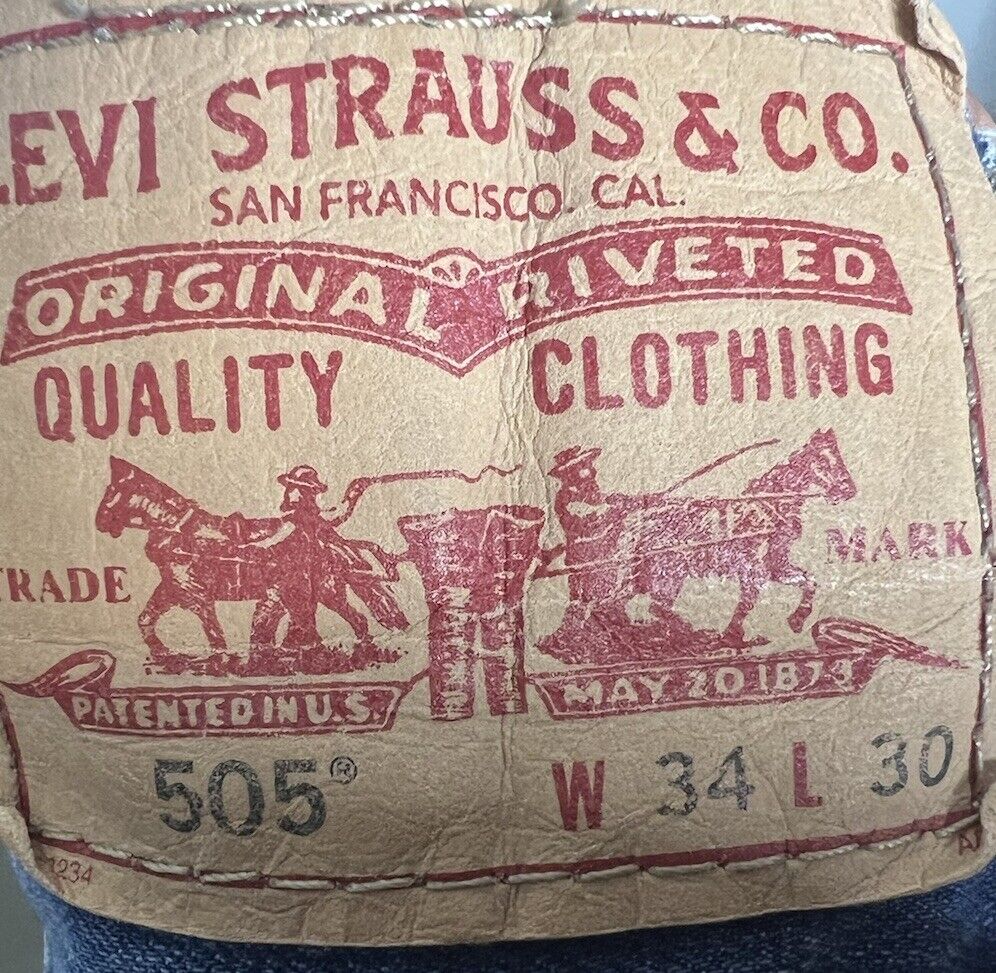 LEVI STRAUSS & CO.
SAN FRANCISCO. CAL.
ORIGINAL RIVETED
QUALITY CLOTHING
TRADE MARK
PATENTED IN U.S. MAY 20 1873
505® W 34 L 30
1234